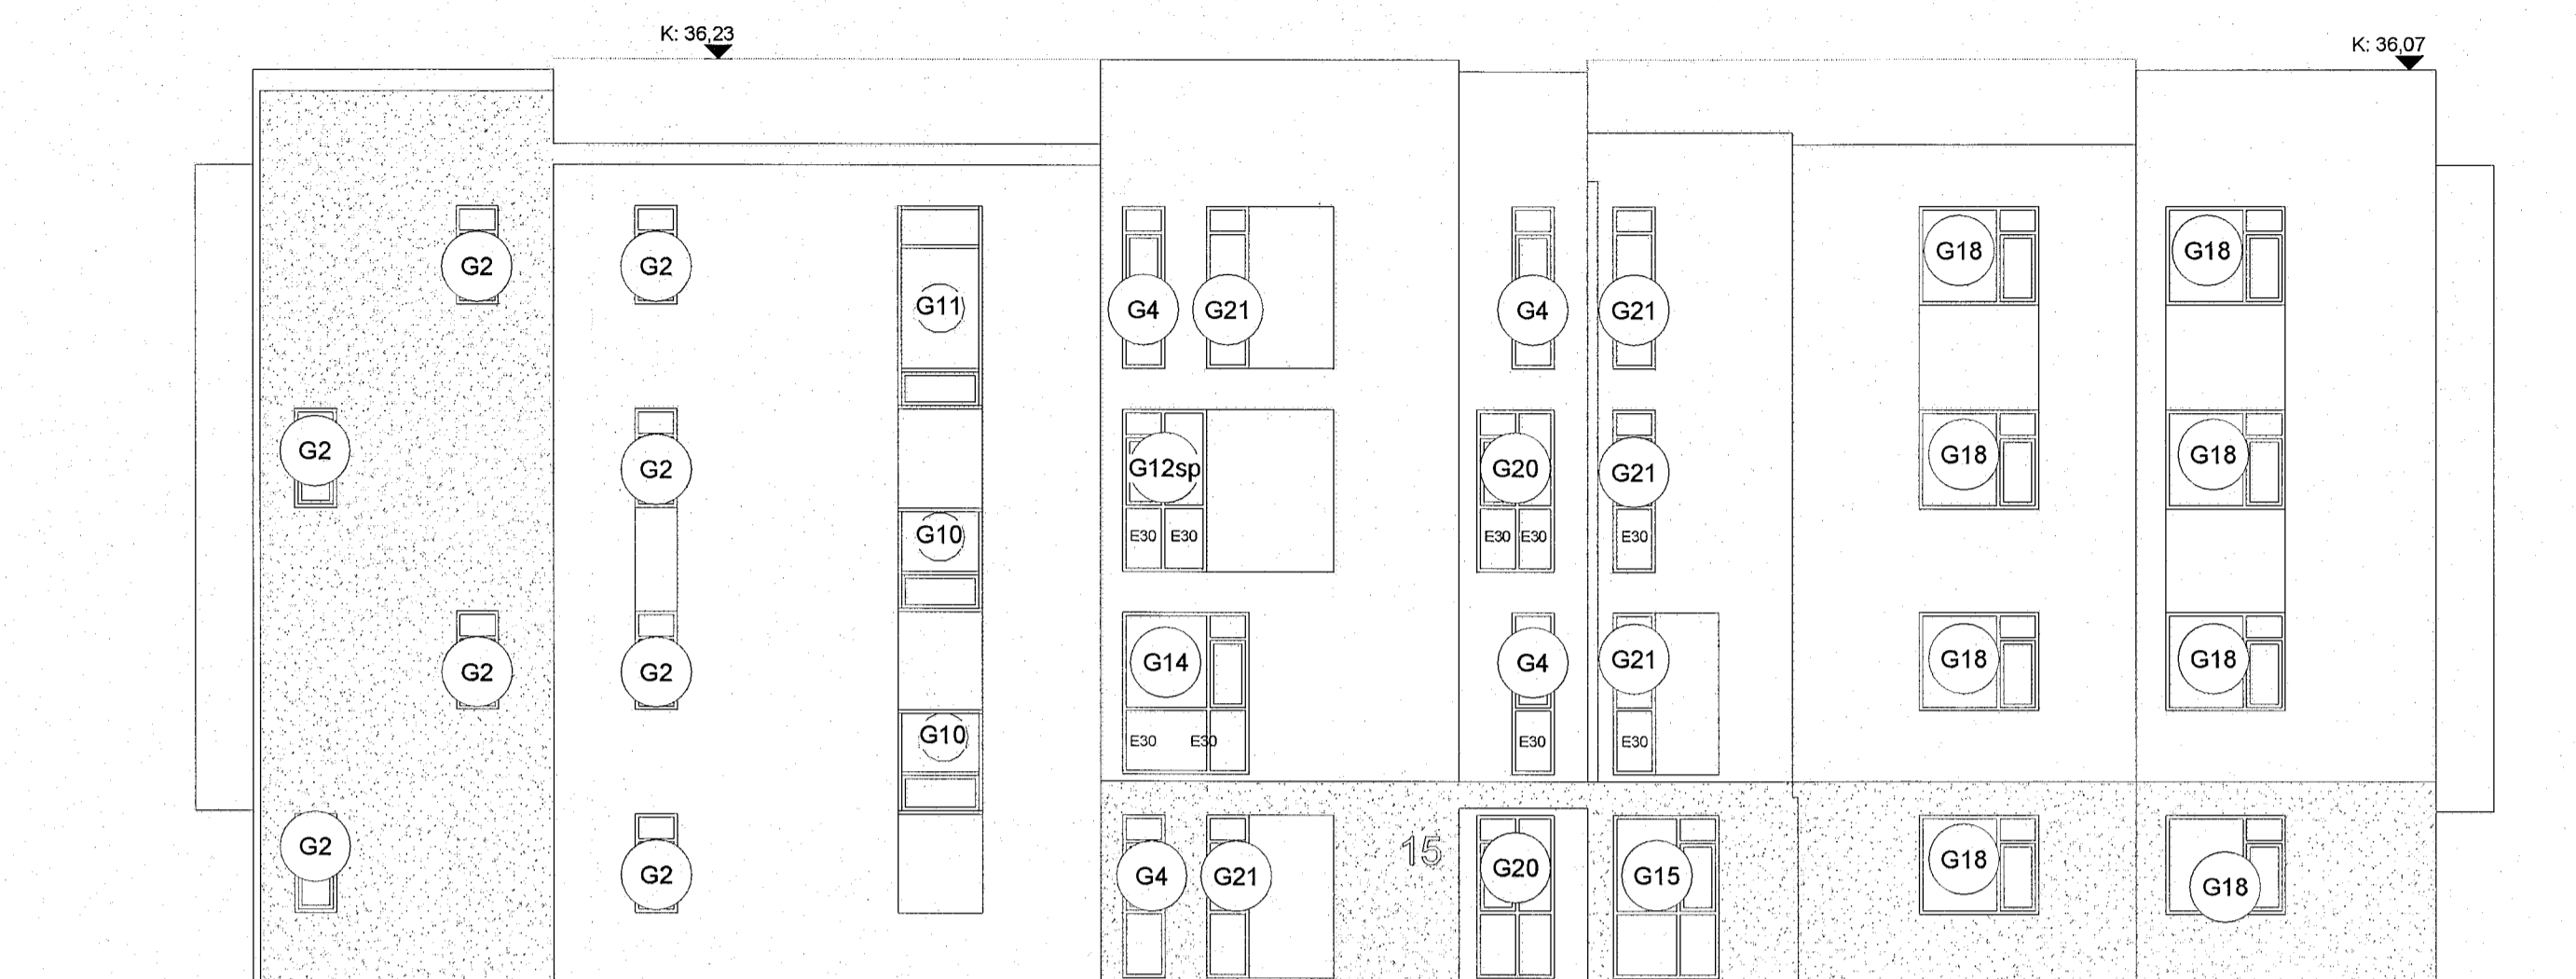 K: 36,23
K: 36,07
G2 G2 G11 G4 G21 G4 G21 G18 G18
G2 G2 G12sp G20 G21 G18 G18
G10 E30 E30 E30 E30 E30
G2 G2 G14 G4 G21 G18 G18
G10 E30 E30 E30 E30
G2 G2 G4 G21 15 G20 G15 G18 G18